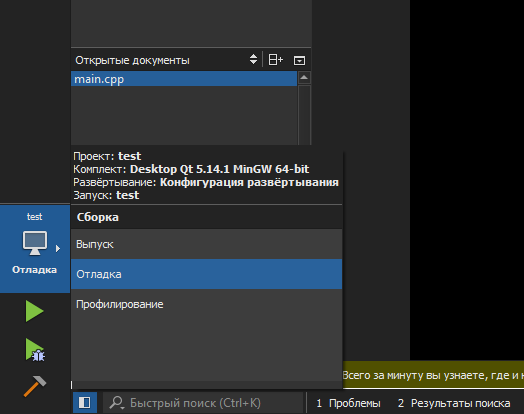 Открытые документы
main.cpp
Проект: test
Комплект: Desktop Qt 5.14.1 MinGW 64-bit
Развёртывание: Конфигурация развёртывания
Запуск: test
test
Отладка
Сборка
Выпуск
Отладка
Профилирование
Всего за минуту вы узнаете, где и
Быстрый поиск (Ctrl+K)
1 Проблемы
2 Результаты поиска